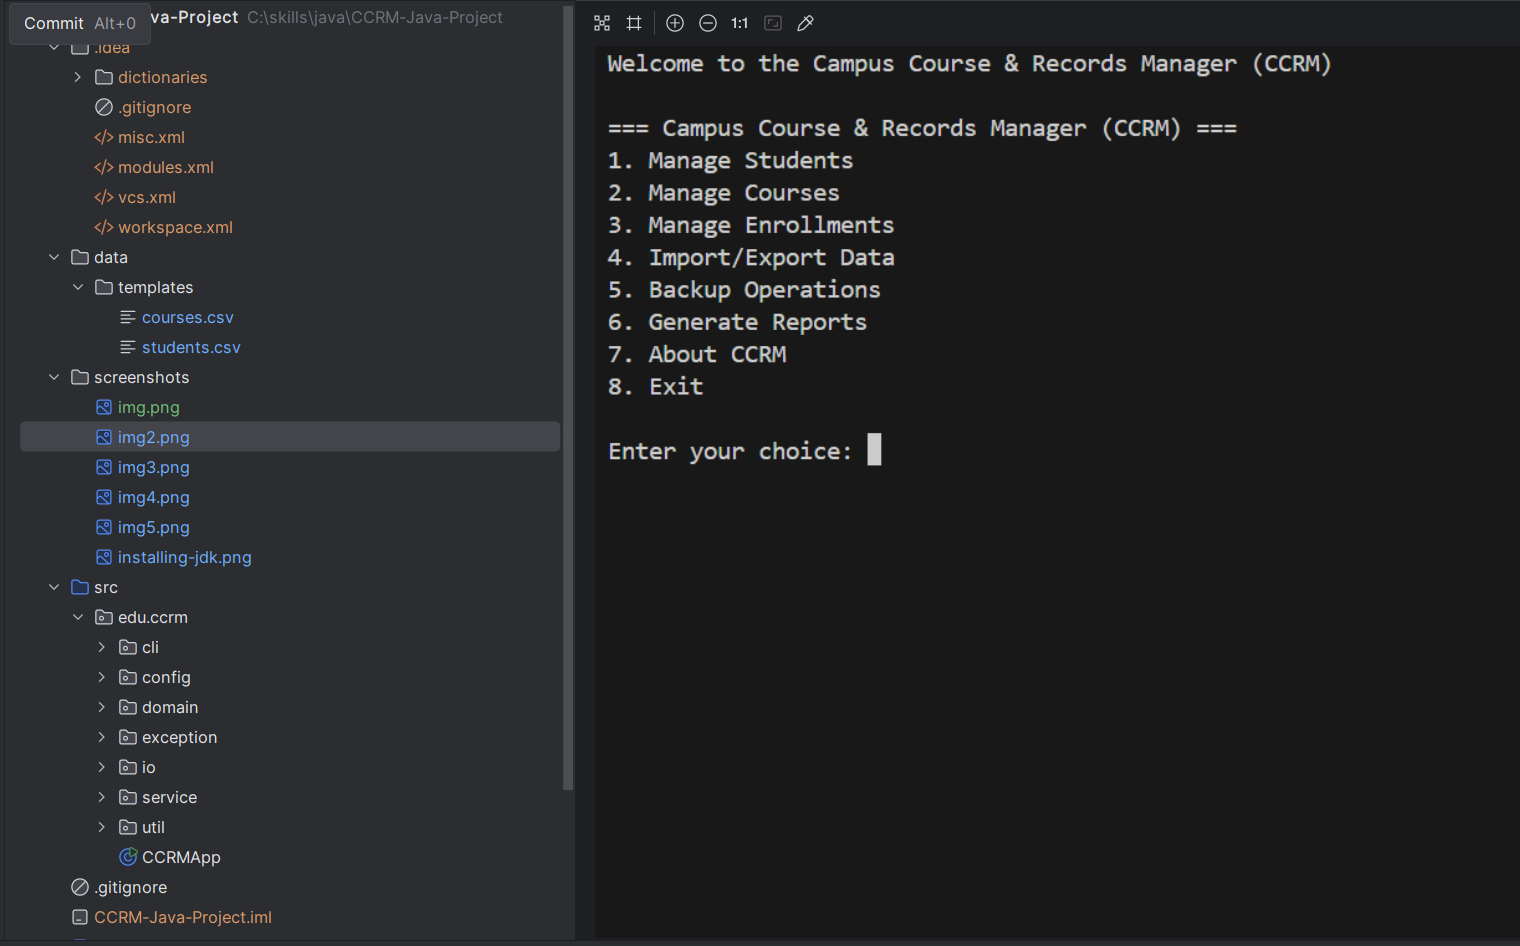 Commit Alt+0
va-Project C:\skills\java\CCRM-Java-Project
.idea
dictionaries
.gitignore
misc.xml
modules.xml
vcs.xml
workspace.xml
data
templates
courses.csv
students.csv
screenshots
img.png
img2.png
img3.png
img4.png
img5.png
installing-jdk.png
src
edu.ccrm
cli
config
domain
exception
io
service
util
CCRMApp
.gitignore
CCRM-Java-Project.iml
1:1
Welcome to the Campus Course & Records Manager (CCRM)
=== Campus Course & Records Manager (CCRM) ===
1. Manage Students
2. Manage Courses
3. Manage Enrollments
4. Import/Export Data
5. Backup Operations
6. Generate Reports
7. About CCRM
8. Exit
Enter your choice: